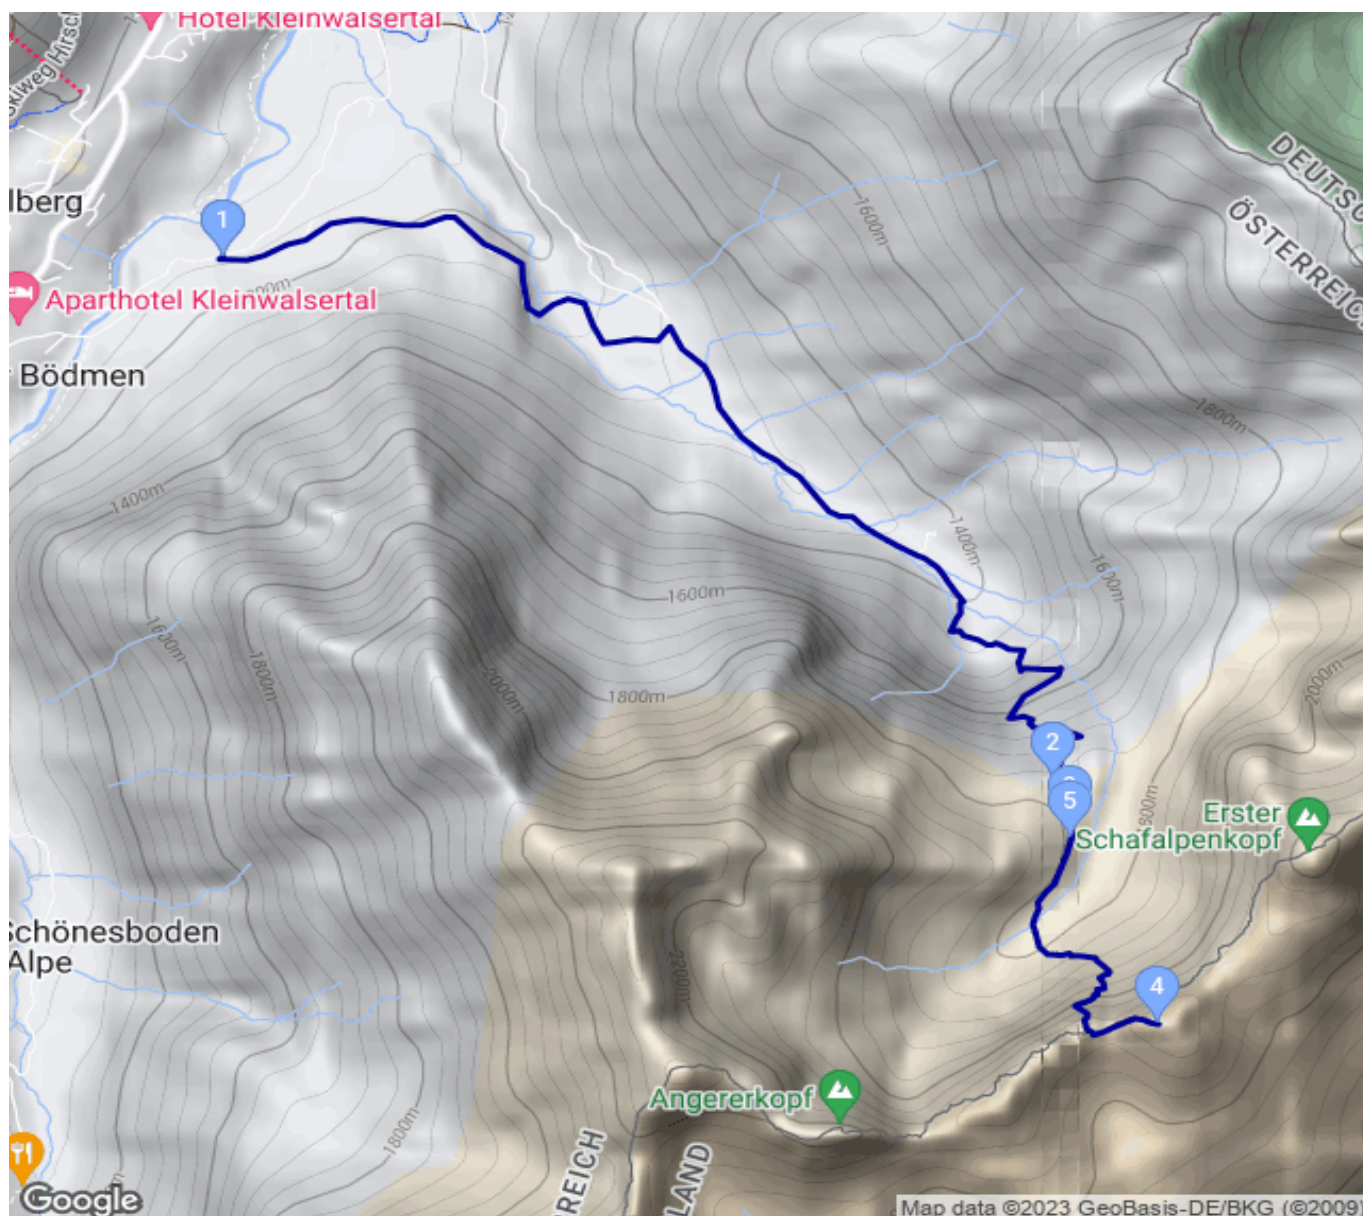 Hotel Kleinwalsertal
DEUTSC
ÖSTERREICH
lberg
1
1600m
Aparthotel Kleinwalsertal
Bödmen
1800m
1400m
1400m
1600m
1600m
1600m
1800m
2000m
1800m
2000m
2
5
1800m
Erster
Schafalpenkopf
Schönesboden
Alpe
2200m
4
Angererkopf
1800m
REICH
LAND
Google
Map data ©2023 GeoBasis-DE/BKG (©2009)